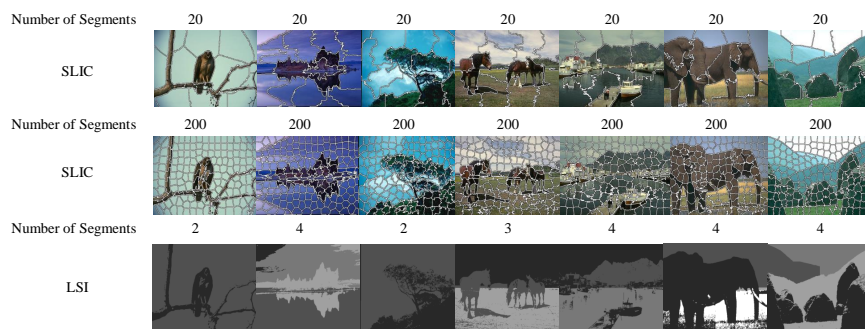 Number of Segments 20 20 20 20 20 20 20
SLIC
Number of Segments 200 200 200 200 200 200 200
SLIC
Number of Segments 2 4 2 3 4 4 4
LSI